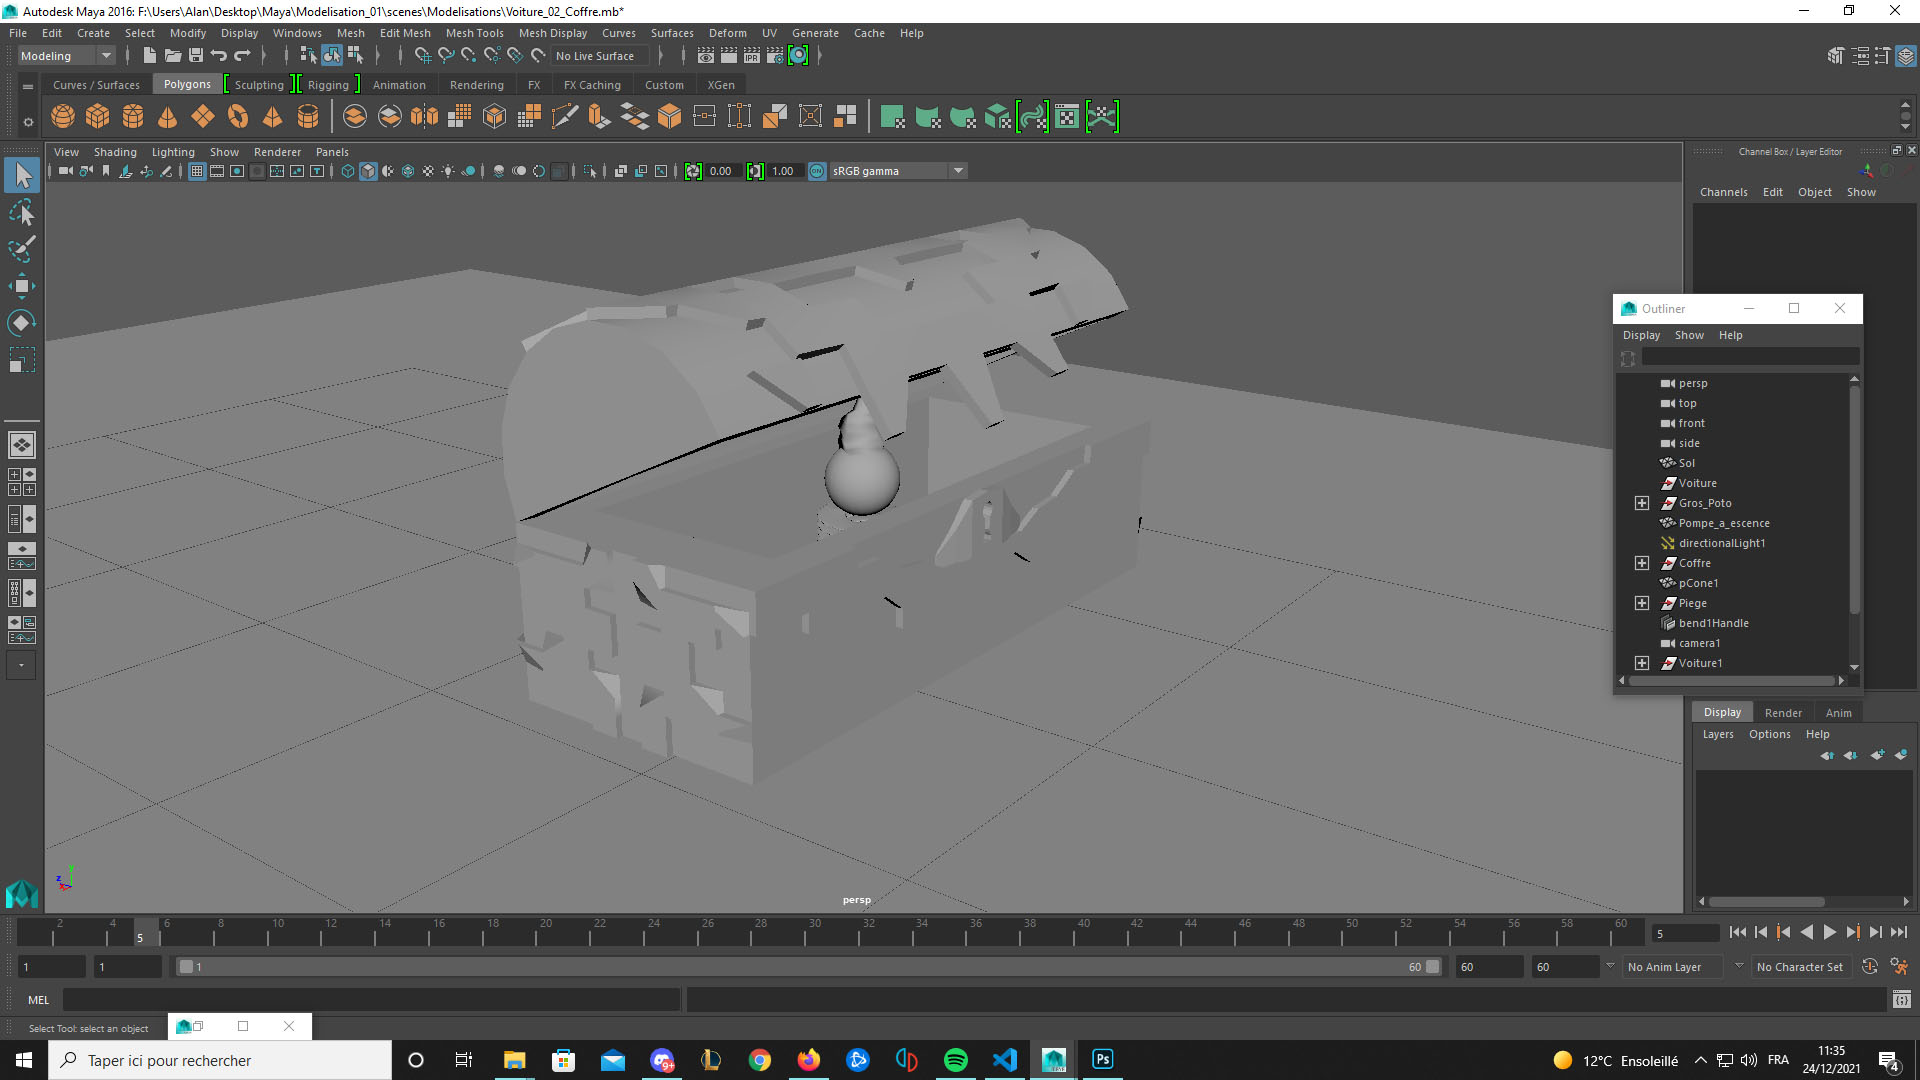 Autodesk Maya 2016: F:\Users\Alan\Desktop\Maya\Modelisation_01\scenes\Modelisations\Voiture_02_Coffre.mb*
File Edit Create Select Modify Display Windows Mesh Edit Mesh Mesh Tools Mesh Display Curves Surfaces Deform UV Generate Cache Help
Modeling No Live Surface IPR
Curves / Surfaces Polygons Sculpting Rigging Animation Rendering FX FX Caching Custom XGen
View Shading Lighting Show Renderer Panels
0.00 1.00 ON sRGB gamma
Channel Box / Layer Editor
Channels Edit Object Show
Outliner
Display Show Help
persp
top
front
side
Sol
Voiture
Gros_Poto
Pompe_a_escence
directionalLight1
Coffre
pCone1
Piege
bend1Handle
camera1
Voiture1
Display Render Anim
Layers Options Help
z
persp
2 4 6 8 10 12 14 16 18 20 22 24 26 28 30 32 34 36 38 40 42 44 46 48 50 52 54 56 58 60
5 5
1 1 1 60 60 60 No Anim Layer No Character Set
MEL
Select Tool: select an object
Taper ici pour rechercher
9+
Ps
12°C Ensoleillé
FRA
11:35
24/12/2021
4